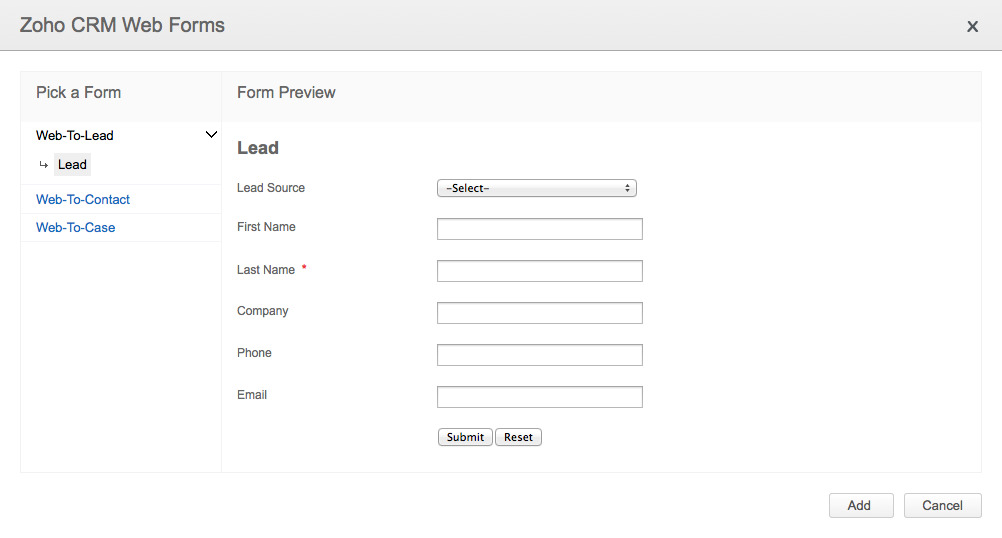 Zoho CRM Web Forms
x
Pick a Form
Form Preview
Web-To-Lead
Lead
Web-To-Contact
Web-To-Case
Lead
Lead Source
–Select–
First Name
Last Name *
Company
Phone
Email
Submit Reset
Add Cancel